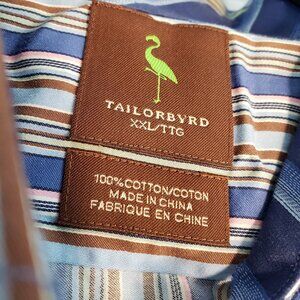 TAILORBYRD
XXL/TTG
100% COTTON/COTON
MADE IN CHINA
FABRIQUE EN CHINE